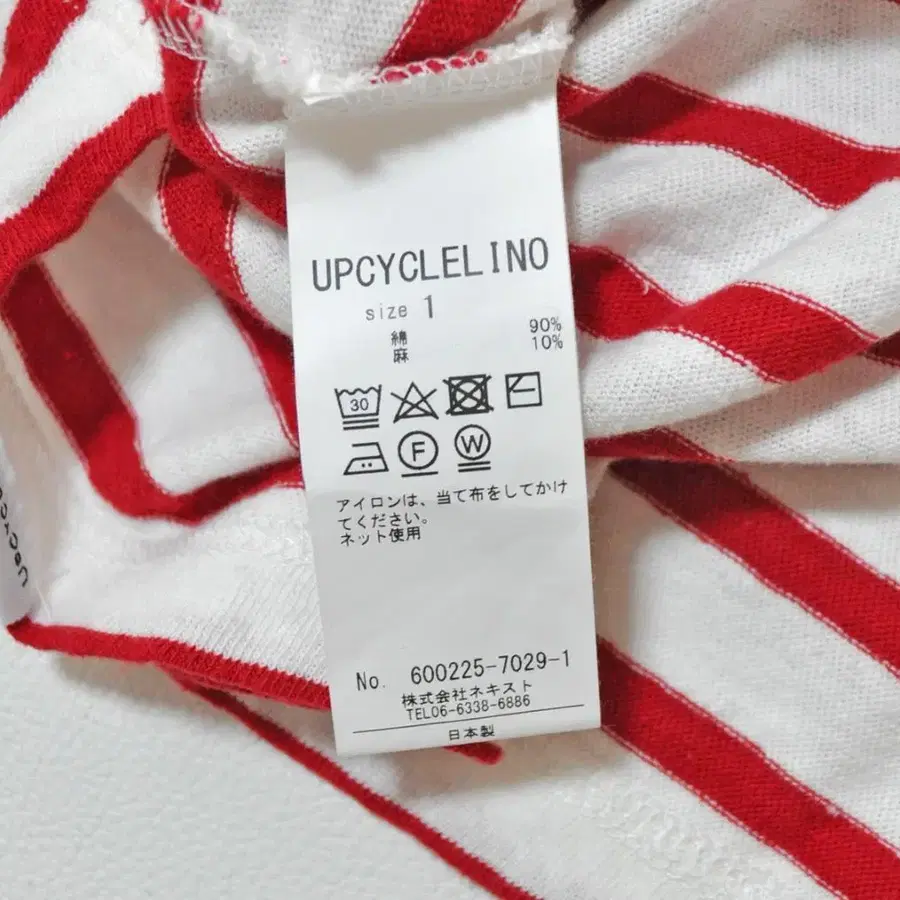 UPCYCLELINO
size 1
綿 90%
麻 10%
30
F W
アイロンは、当て布をしてかけ
てください。
ネット使用
No. 600225-7029-1
株式会社ネキスト
TEL06-6338-6886
日本製